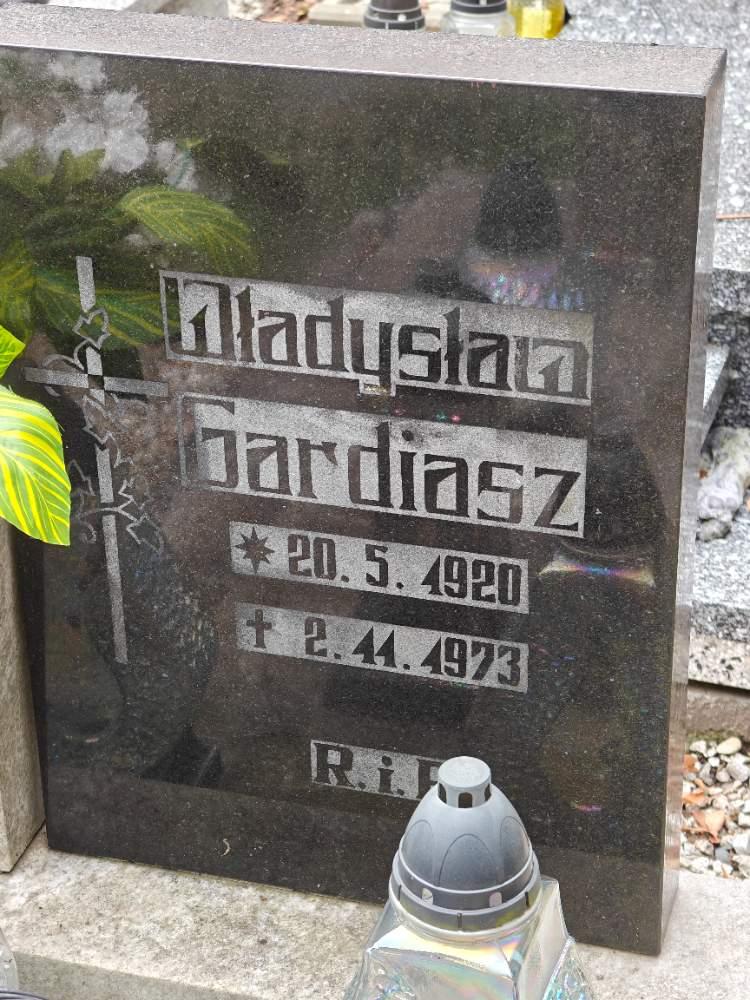 Władysław
Gardiasz
* 20. 5. 1920
† 2. 11. 1973
R. i. P